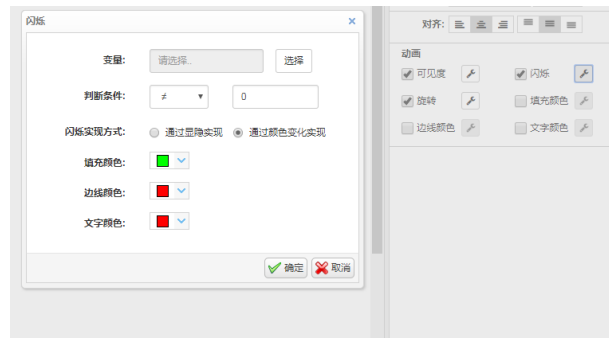 闪烁
×
变量:
请选择..
选择
判断条件:
≠
0
闪烁实现方式:
通过显隐实现
通过颜色变化实现
填充颜色:
边线颜色:
文字颜色:
确定
取消
对齐:
动画
可见度
闪烁
旋转
填充颜色
边线颜色
文字颜色